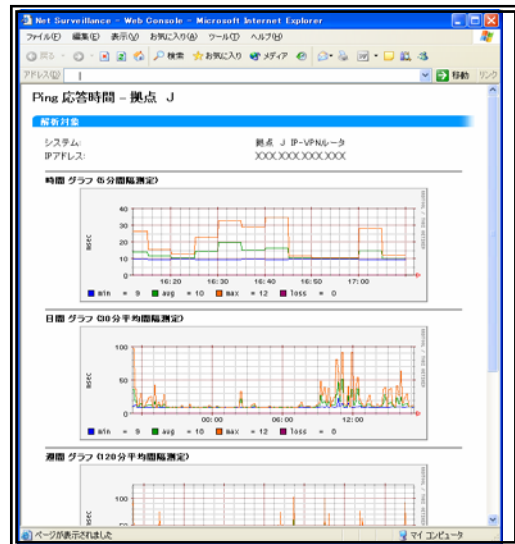 Net Surveillance - Web Console - Microsoft Internet Explorer
ファイル(F) 編集(E) 表示(V) お気に入り(A) ツール(T) ヘルプ(H)
戻る 検索 お気に入り メディア
アドレス(D) 移動 リンク
Ping 応答時間 – 拠点 J
解析対象
システム: 拠点 J IP-VPNルータ
IPアドレス: XXX.XXX.XXX.XXX
時間 グラフ (5分間隔測定)
40
30
20
10
0
msec
16:20 16:30 16:40 16:50 17:00
min = 9 avg = 10 max = 12 loss = 0
日間 グラフ (30分平均間隔測定)
100
50
0
msec
00:00 06:00 12:00
min = 9 avg = 10 max = 12 loss = 0
週間 グラフ (120分平均間隔測定)
100
50
msec
ページが表示されました マイ コンピュータ